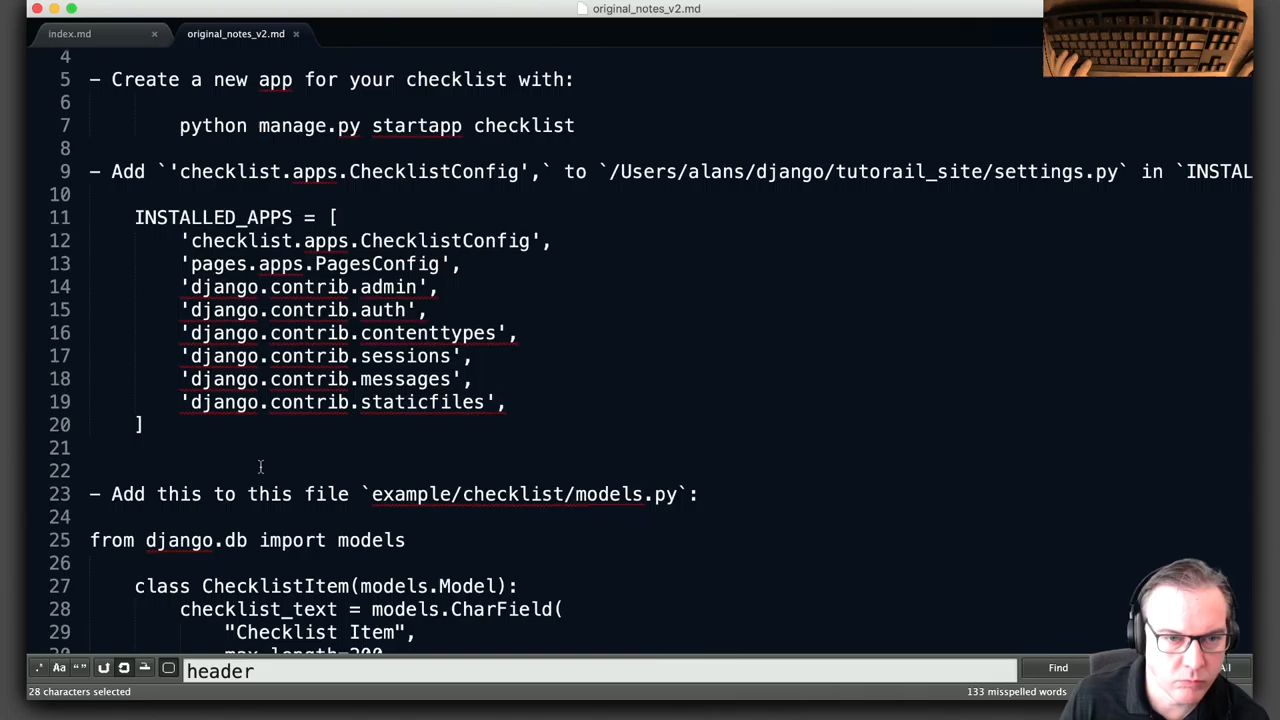 original_notes_v2.md
index.md ×
original_notes_v2.md ×
4
5 - Create a new app for your checklist with:
6
7 python manage.py startapp checklist
8
9 - Add `'checklist.apps.ChecklistConfig',` to `/Users/alans/django/tutorail_site/settings.py` in `INSTAL
10
11 INSTALLED_APPS = [
12 'checklist.apps.ChecklistConfig',
13 'pages.apps.PagesConfig',
14 'django.contrib.admin',
15 'django.contrib.auth',
16 'django.contrib.contenttypes',
17 'django.contrib.sessions',
18 'django.contrib.messages',
19 'django.contrib.staticfiles',
20 ]
21
22
23 - Add this to this file `example/checklist/models.py`:
24
25 from django.db import models
26
27 class ChecklistItem(models.Model):
28 checklist_text = models.CharField(
29 "Checklist Item",
30 max_length=200
.* Aa “ ” header Find
28 characters selected 133 misspelled words